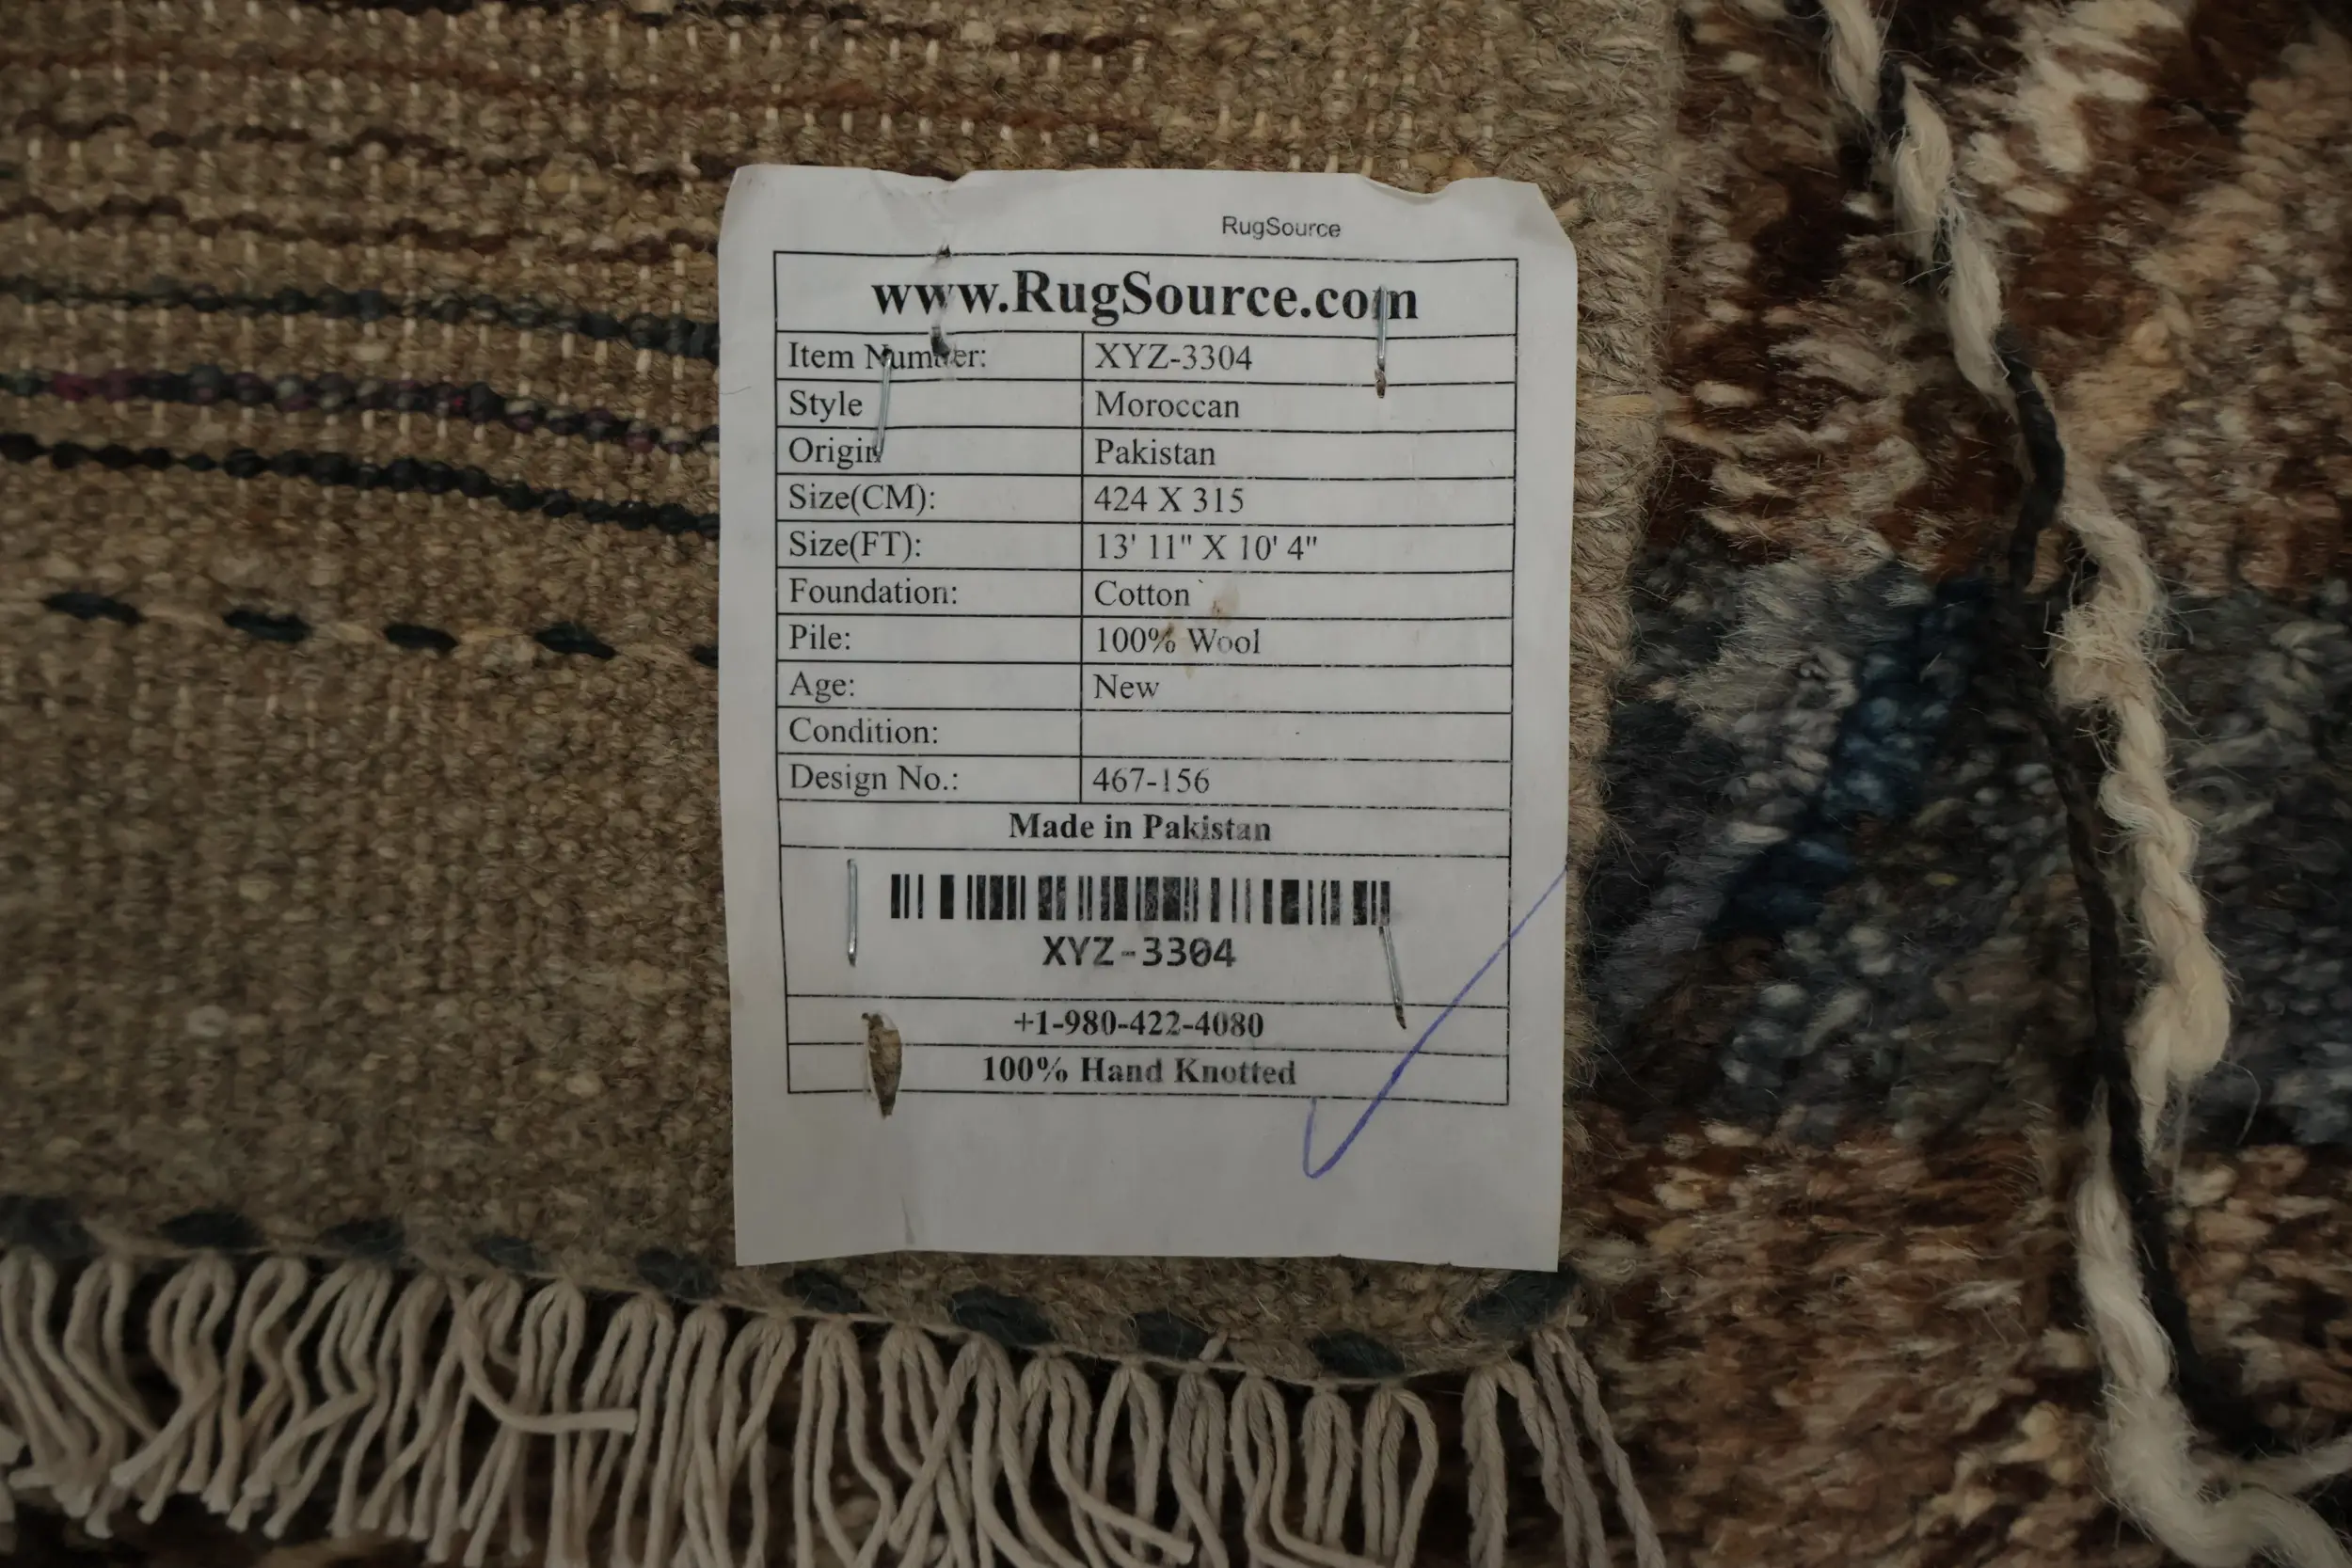 RugSource
www.RugSource.com
Item Number: XYZ-3304
Style Moroccan
Origin Pakistan
Size(CM): 424 X 315
Size(FT): 13' 11" X 10' 4"
Foundation: Cotton`
Pile: 100% Wool
Age: New
Condition:
Design No.: 467-156
Made in Pakistan
XYZ-3304
+1-980-422-4080
100% Hand Knotted